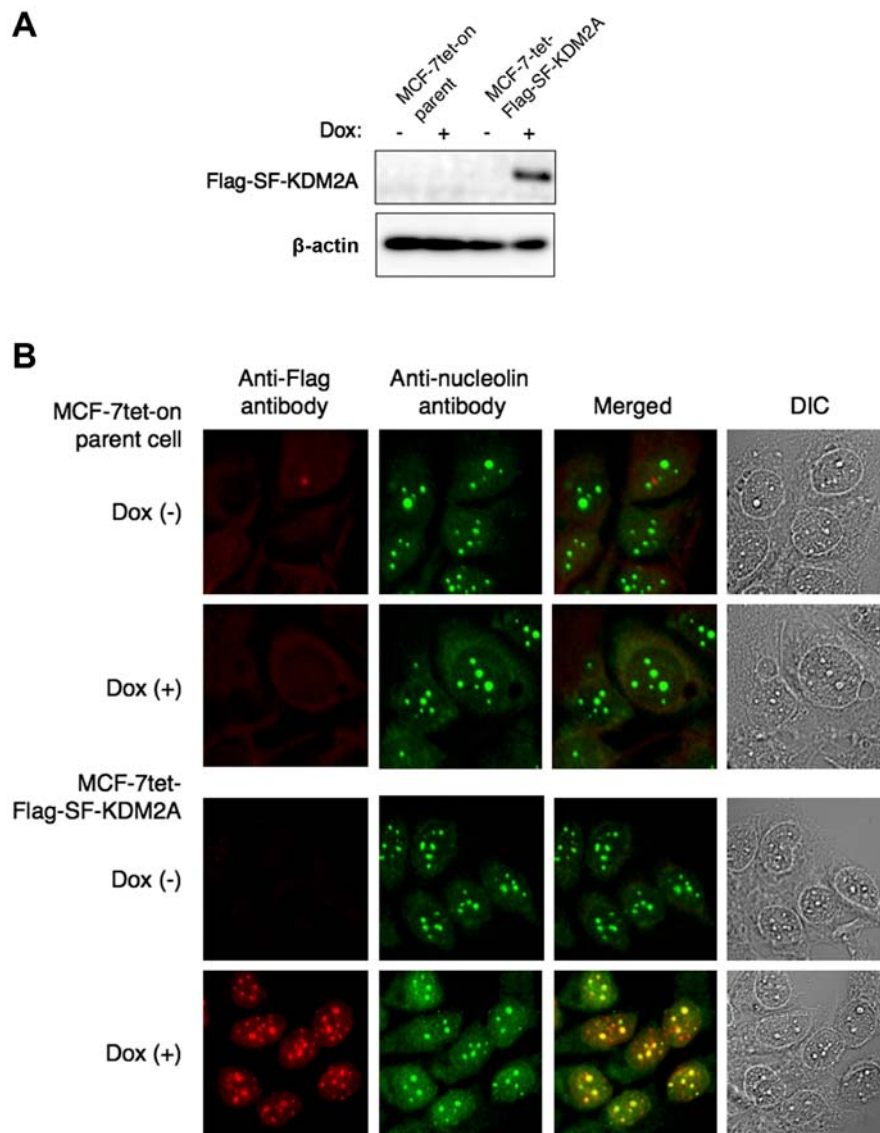 A
MCF-7tet-on
parent
MCF-7-tet-
Flag-SF-KDM2A
Dox: - + - +
Flag-SF-KDM2A
β-actin
B
Anti-Flag
antibody
Anti-nucleolin
antibody
Merged
DIC
MCF-7tet-on
parent cell
Dox (-)
Dox (+)
MCF-7tet-
Flag-SF-KDM2A
Dox (-)
Dox (+)